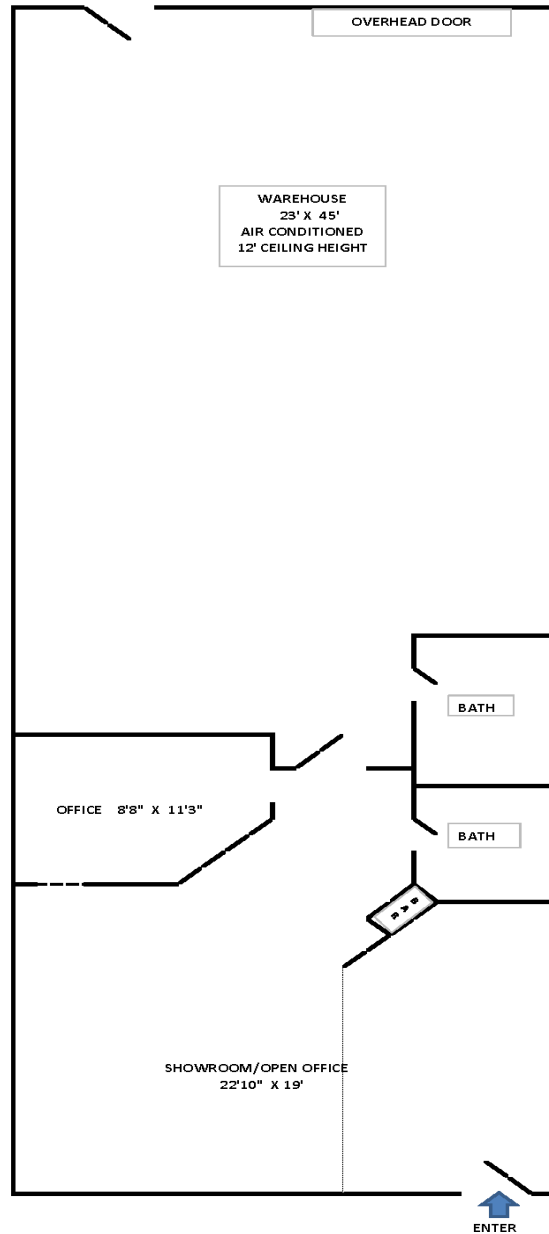 OVERHEAD DOOR
WAREHOUSE
23' X 45'
AIR CONDITIONED
12' CEILING HEIGHT
BATH
OFFICE 8'8" X 11'3"
BATH
BAR
SHOWROOM/OPEN OFFICE
22'10" X 19'
ENTER